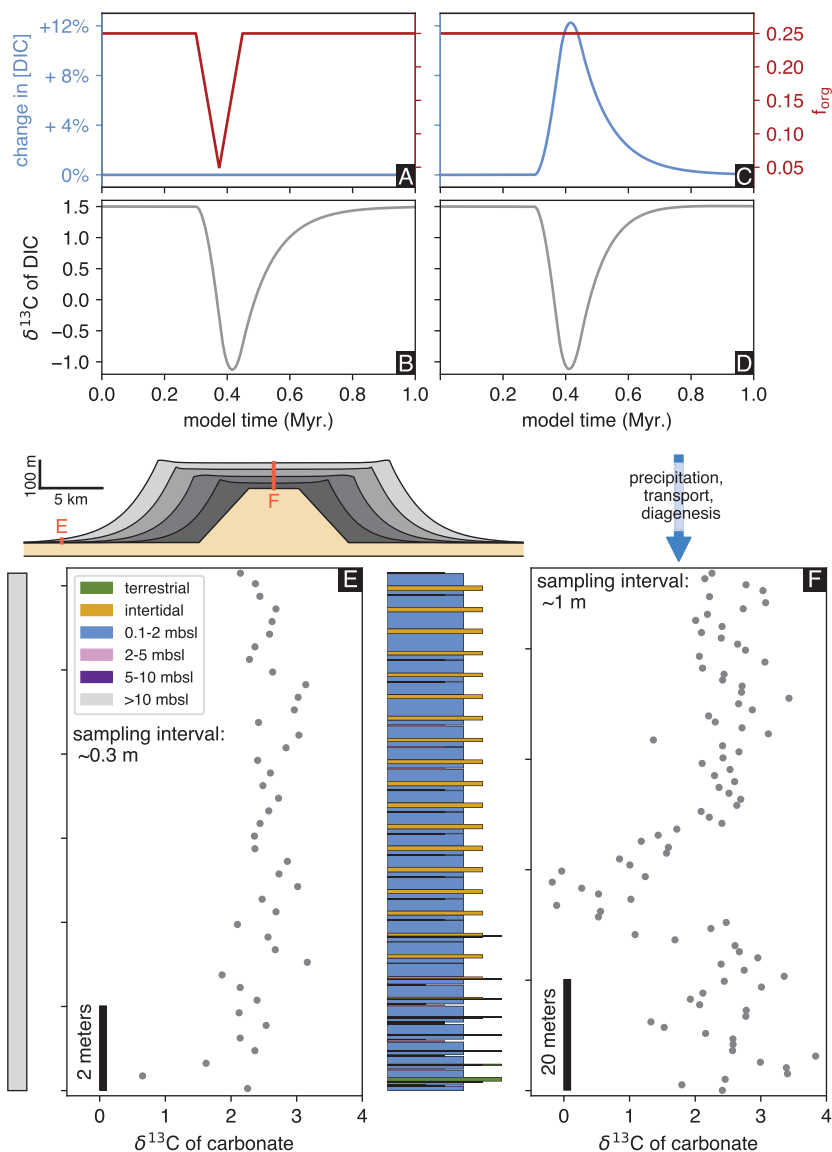 change in [DIC]
+12%
+ 8%
+ 4%
0%
A
C
0.25
0.20
0.15
0.10
0.05
forg
δ13C of DIC
1.5
1.0
0.5
0.0
−0.5
−1.0
B
D
0.0
0.2
0.4
0.6
0.8
1.0
model time (Myr.)
0.2
0.4
0.6
0.8
1.0
model time (Myr.)
100 m
5 km
E
F
precipitation,
transport,
diagenesis
E
terrestrial
intertidal
0.1-2 mbsl
2-5 mbsl
5-10 mbsl
>10 mbsl
sampling interval:
~0.3 m
2 meters
0
1
2
3
4
δ13C of carbonate
F
sampling interval:
~1 m
20 meters
0
1
2
3
4
δ13C of carbonate